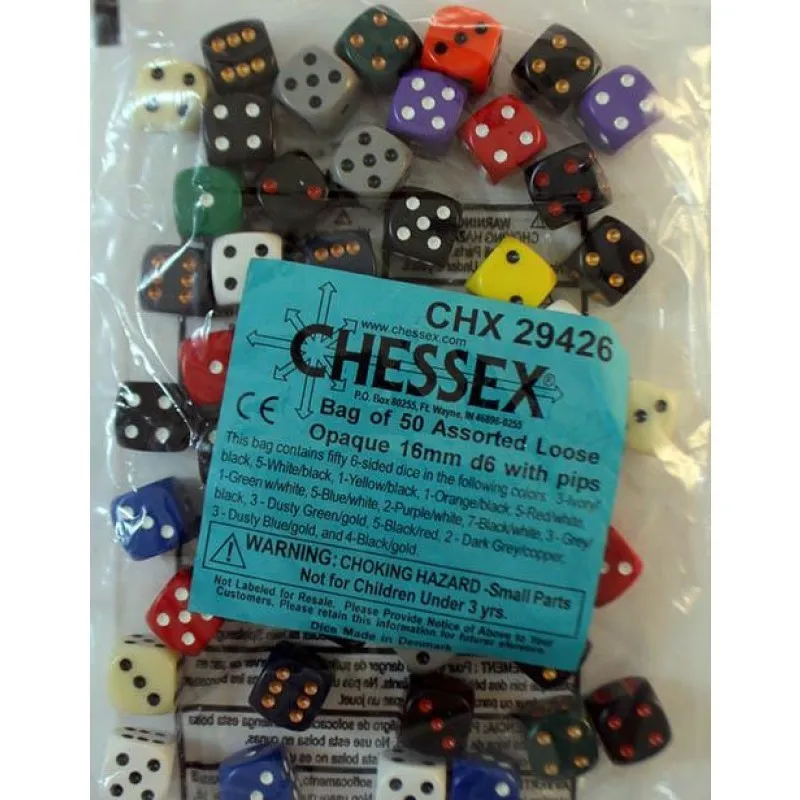 CHX 29426
www.chessex.com
CHESSEX®
P.O. Box 80255, Ft. Wayne, IN 46898-0255
CE
Bag of 50 Assorted Loose
Opaque 16mm d6 with pips
This bag contains fifty 6-sided dice in the following colors. 3-Ivory/
black, 5-White/black, 1-Yellow/black, 1-Orange/black, 5-Red/white,
1-Green w/white, 5-Blue/white, 2-Purple/white, 7-Black/white, 3 - Grey/
black, 3 - Dusty Green/gold, 5-Black/red, 2 - Dark Grey/copper,
3 - Dusty Blue/gold, and 4-Black/gold.
WARNING: CHOKING HAZARD -Small Parts
Not for Children Under 3 yrs.
Not Labeled for Resale. Please Provide Notice of Above to Your
Customers. Please retain this information for future reference.
Dice Made in Denmark